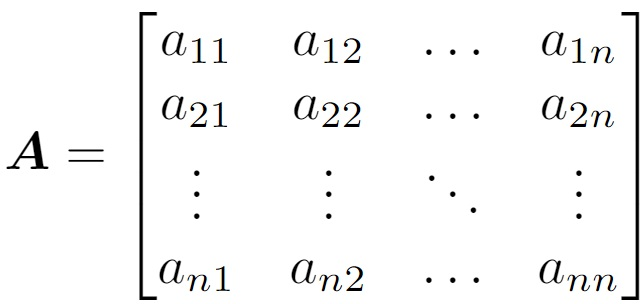 a₁₁ a₁₂ … a₁ₙ
a₂₁ a₂₂ … a₂ₙ
A = ⋮ ⋮ ⋱ ⋮
aₙ₁ aₙ₂ … aₙₙ